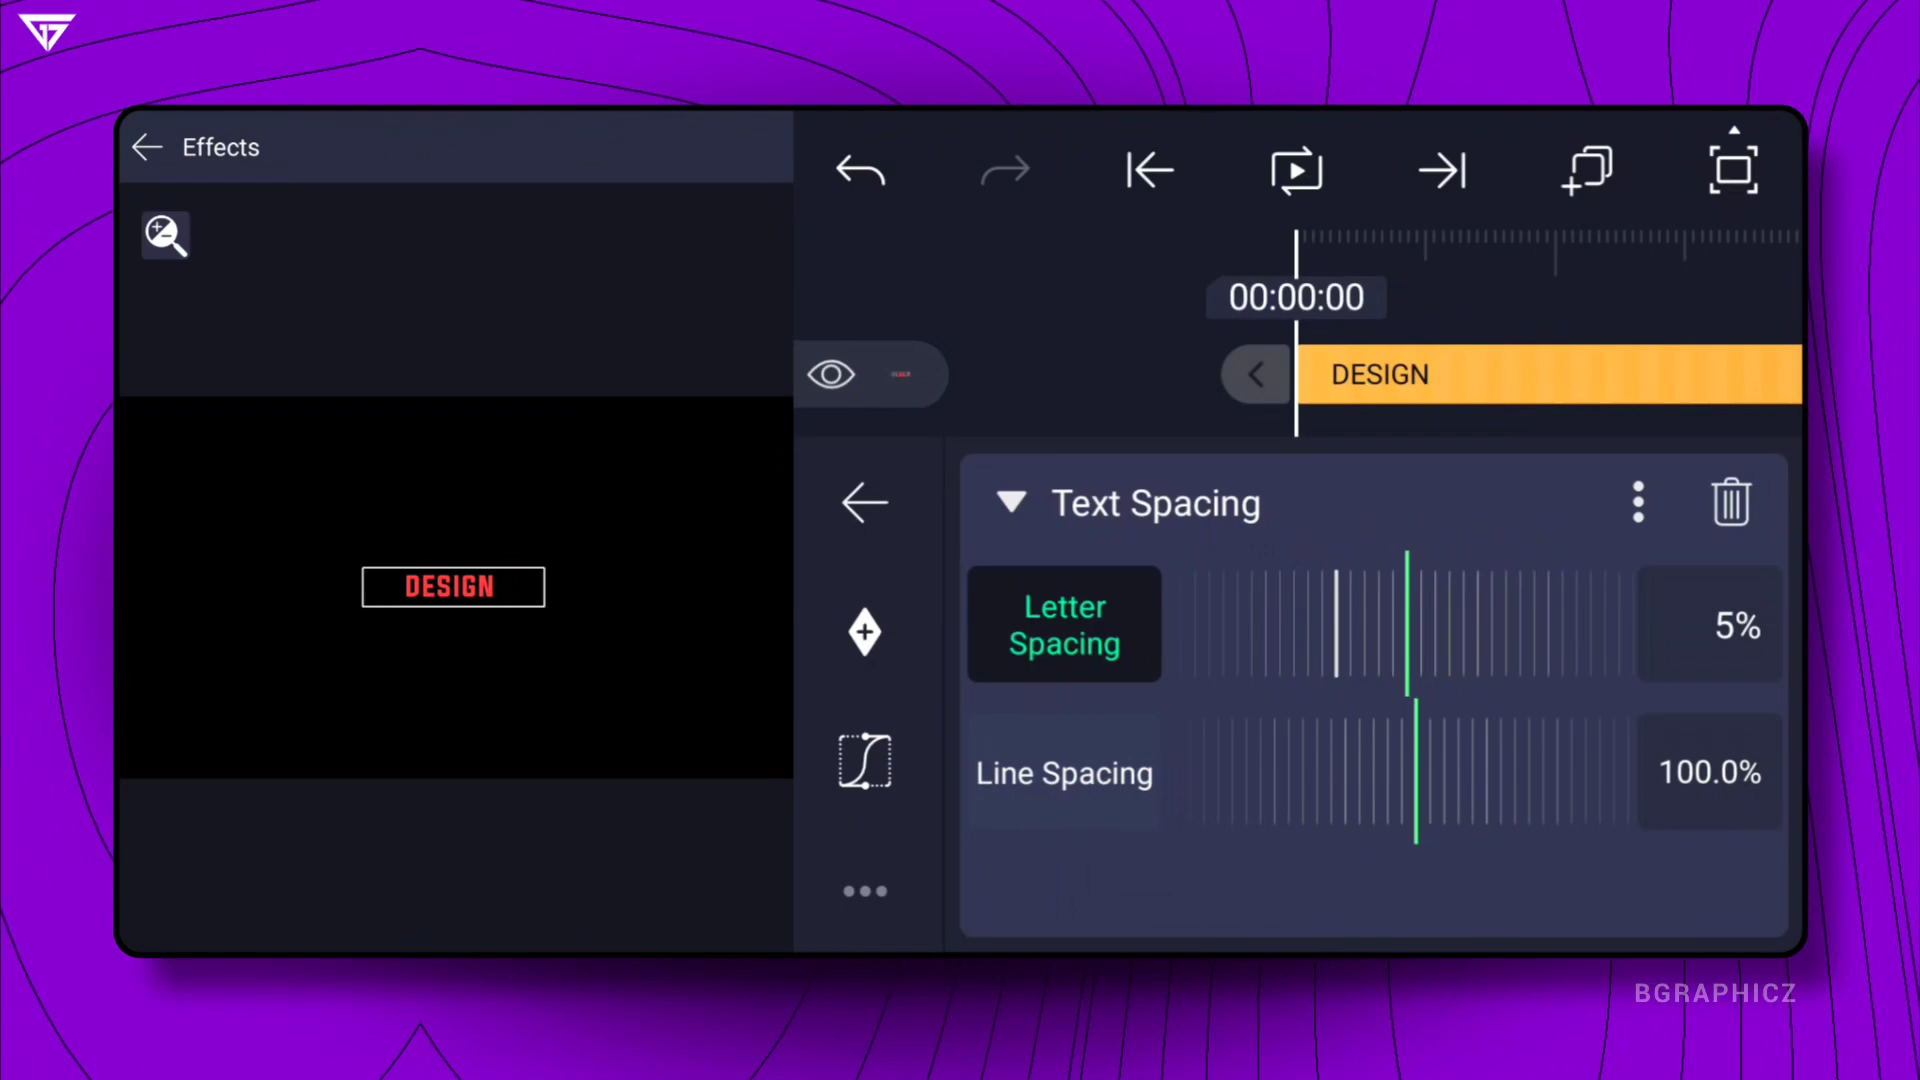 Effects
00:00:00
DESIGN
Text Spacing
Letter
Spacing
5%
DESIGN
Line Spacing
100.0%
BGRAPHICZ